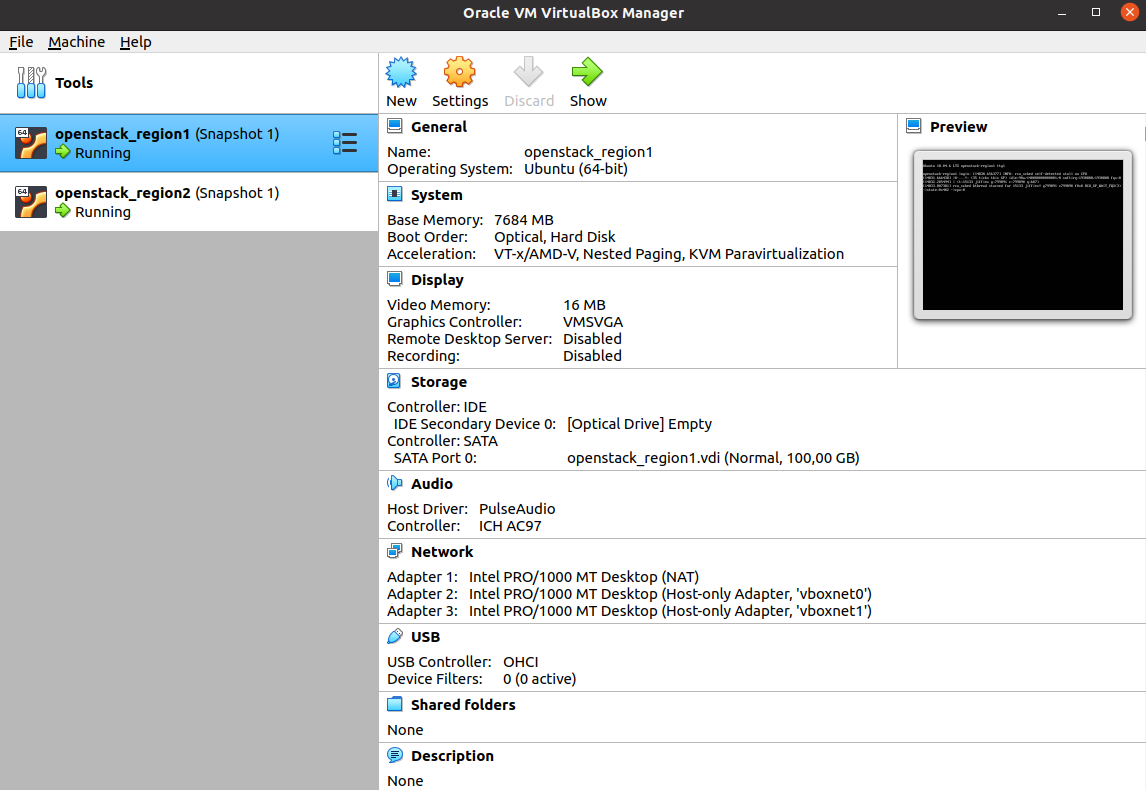 Oracle VM VirtualBox Manager
File Machine Help
Tools
New Settings Discard Show
64
openstack_region1 (Snapshot 1)
Running
64
openstack_region2 (Snapshot 1)
Running
General
Name: openstack_region1
Operating System: Ubuntu (64-bit)
System
Base Memory: 7684 MB
Boot Order: Optical, Hard Disk
Acceleration: VT-x/AMD-V, Nested Paging, KVM Paravirtualization
Display
Video Memory: 16 MB
Graphics Controller: VMSVGA
Remote Desktop Server: Disabled
Recording: Disabled
Storage
Controller: IDE
IDE Secondary Device 0: [Optical Drive] Empty
Controller: SATA
SATA Port 0: openstack_region1.vdi (Normal, 100,00 GB)
Audio
Host Driver: PulseAudio
Controller: ICH AC97
Network
Adapter 1: Intel PRO/1000 MT Desktop (NAT)
Adapter 2: Intel PRO/1000 MT Desktop (Host-only Adapter, 'vboxnet0')
Adapter 3: Intel PRO/1000 MT Desktop (Host-only Adapter, 'vboxnet1')
USB
USB Controller: OHCI
Device Filters: 0 (0 active)
Shared folders
None
Description
None
Preview